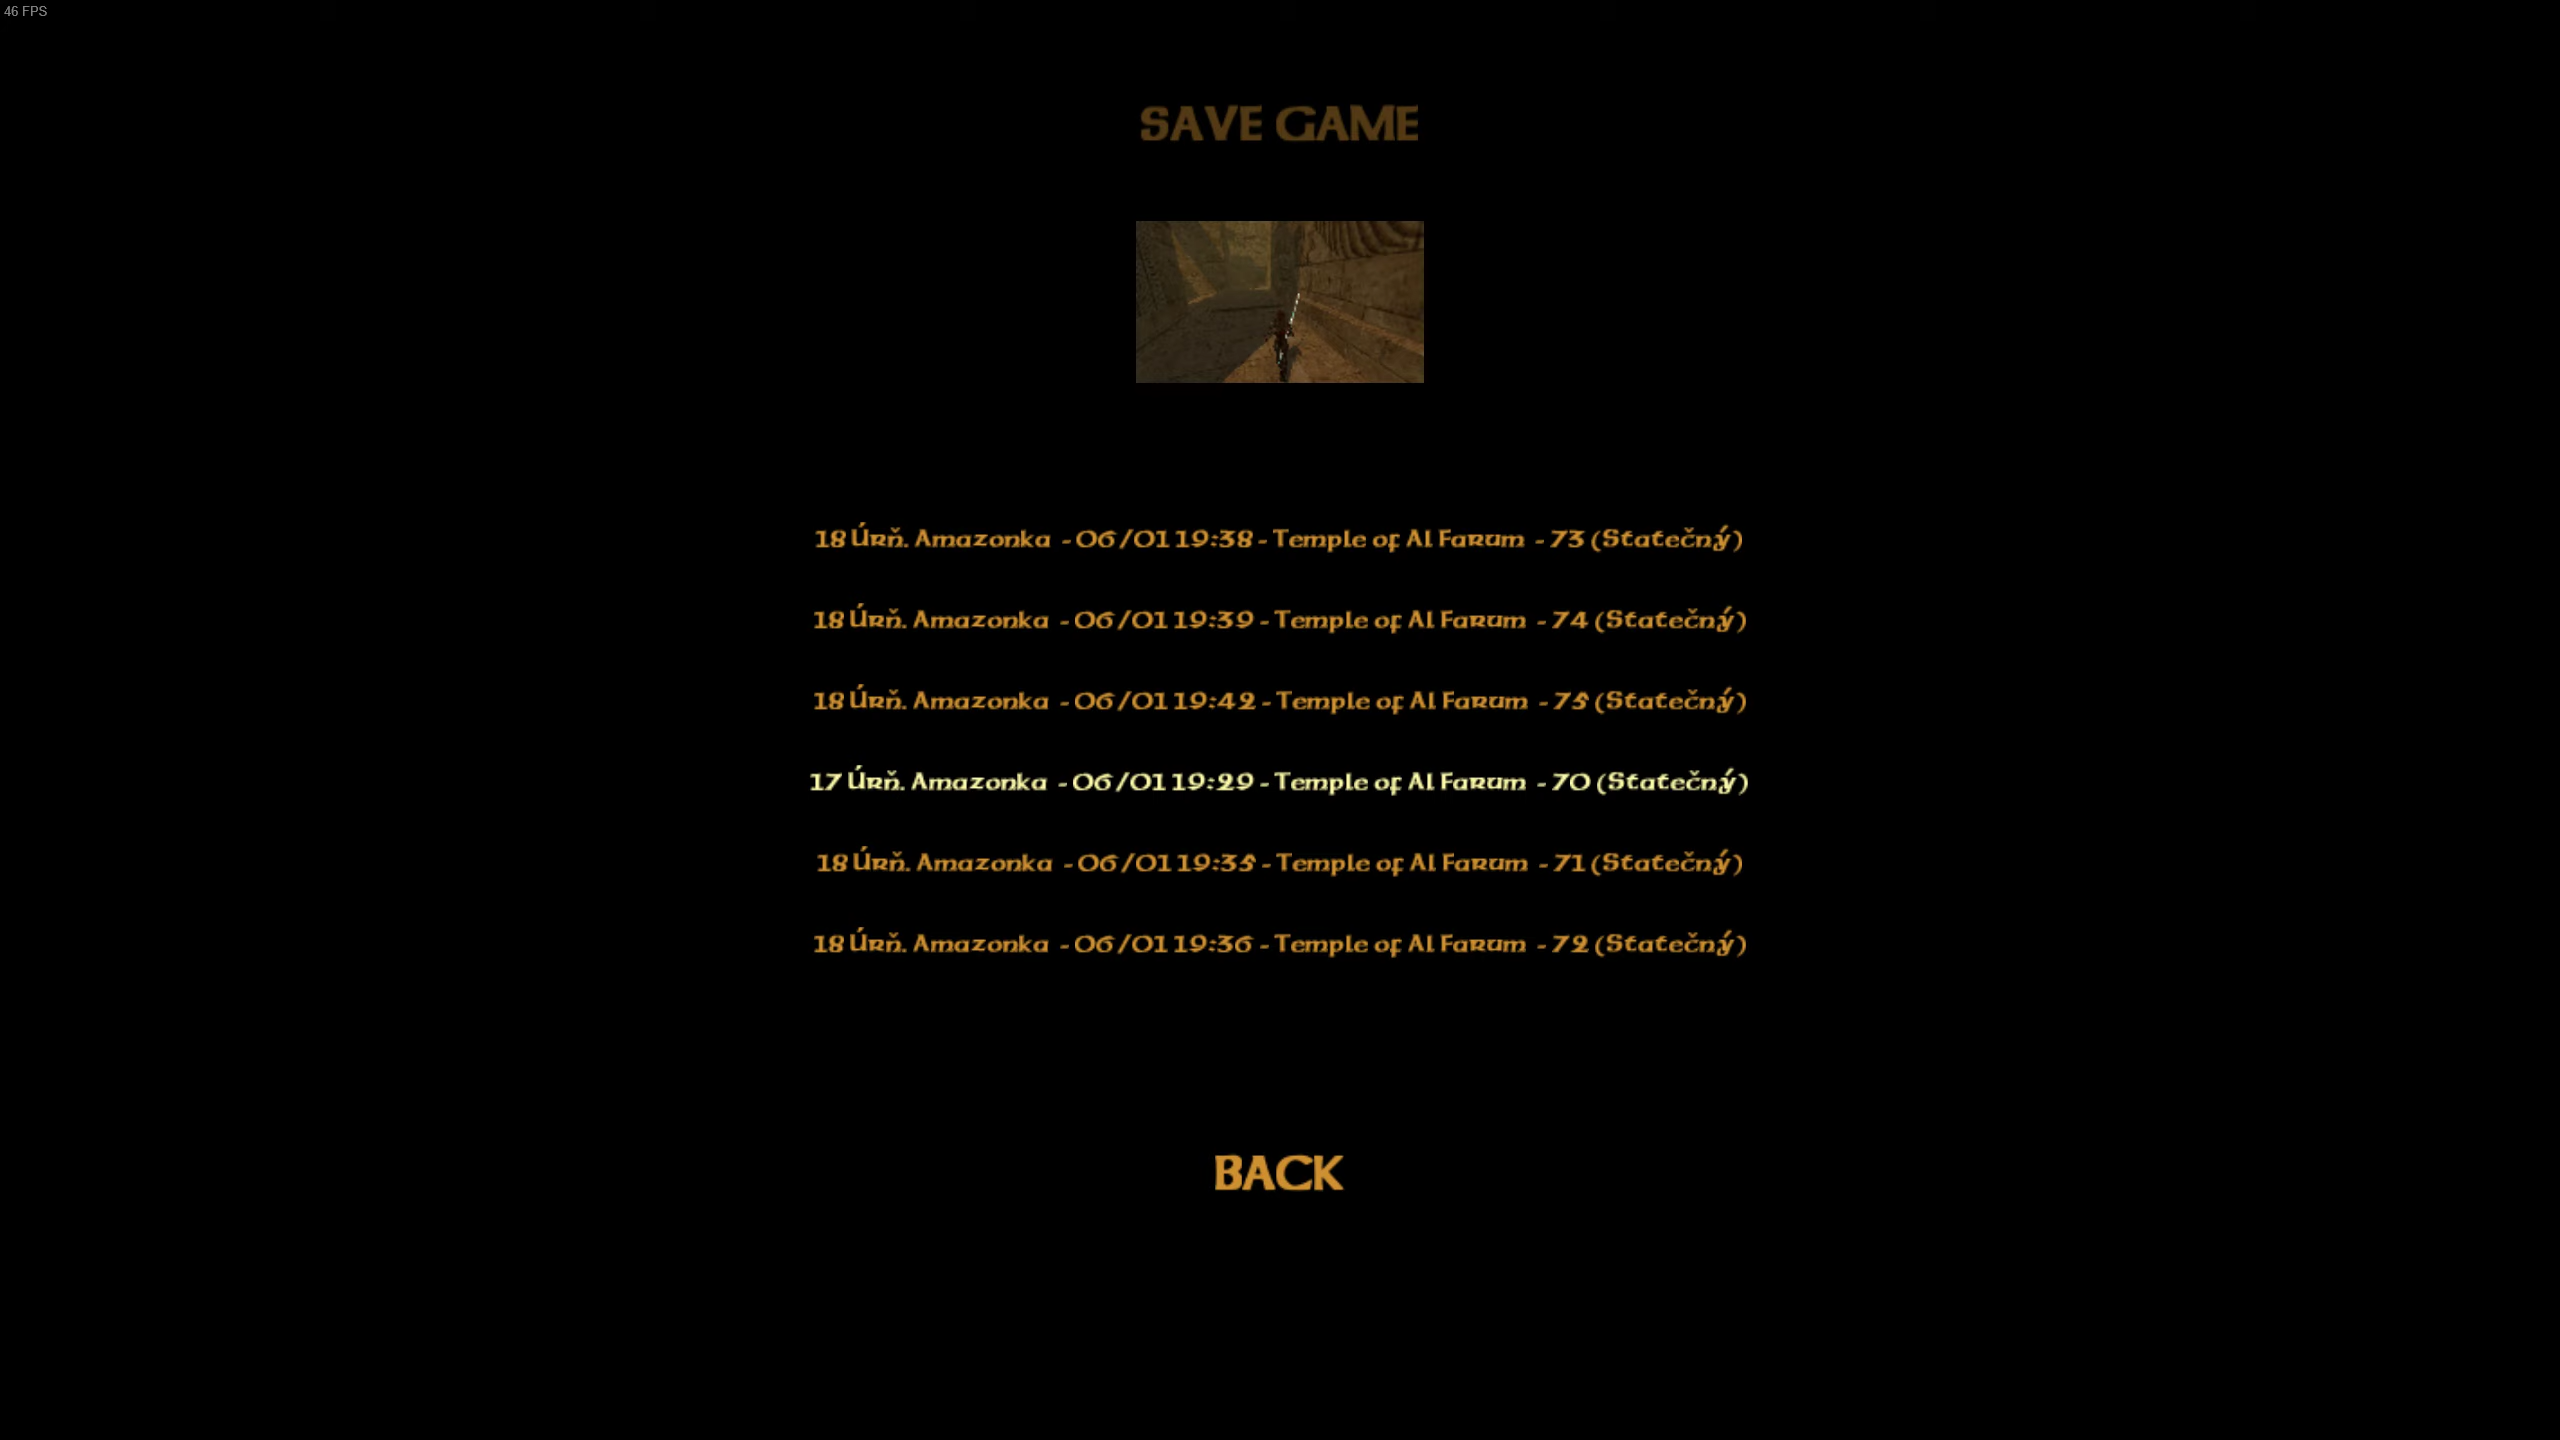 46 FPS
SAVE GAME
18 Úrň. Amazonka - 06/01 19:38 - Temple of Al Farum - 73 (Statečný)
18 Úrň. Amazonka - 06/01 19:39 - Temple of Al Farum - 74 (Statečný)
18 Úrň. Amazonka - 06/01 19:42 - Temple of Al Farum - 75 (Statečný)
17 Úrň. Amazonka - 06/01 19:29 - Temple of Al Farum - 70 (Statečný)
18 Úrň. Amazonka - 06/01 19:35 - Temple of Al Farum - 71 (Statečný)
18 Úrň. Amazonka - 06/01 19:36 - Temple of Al Farum - 72 (Statečný)
BACK